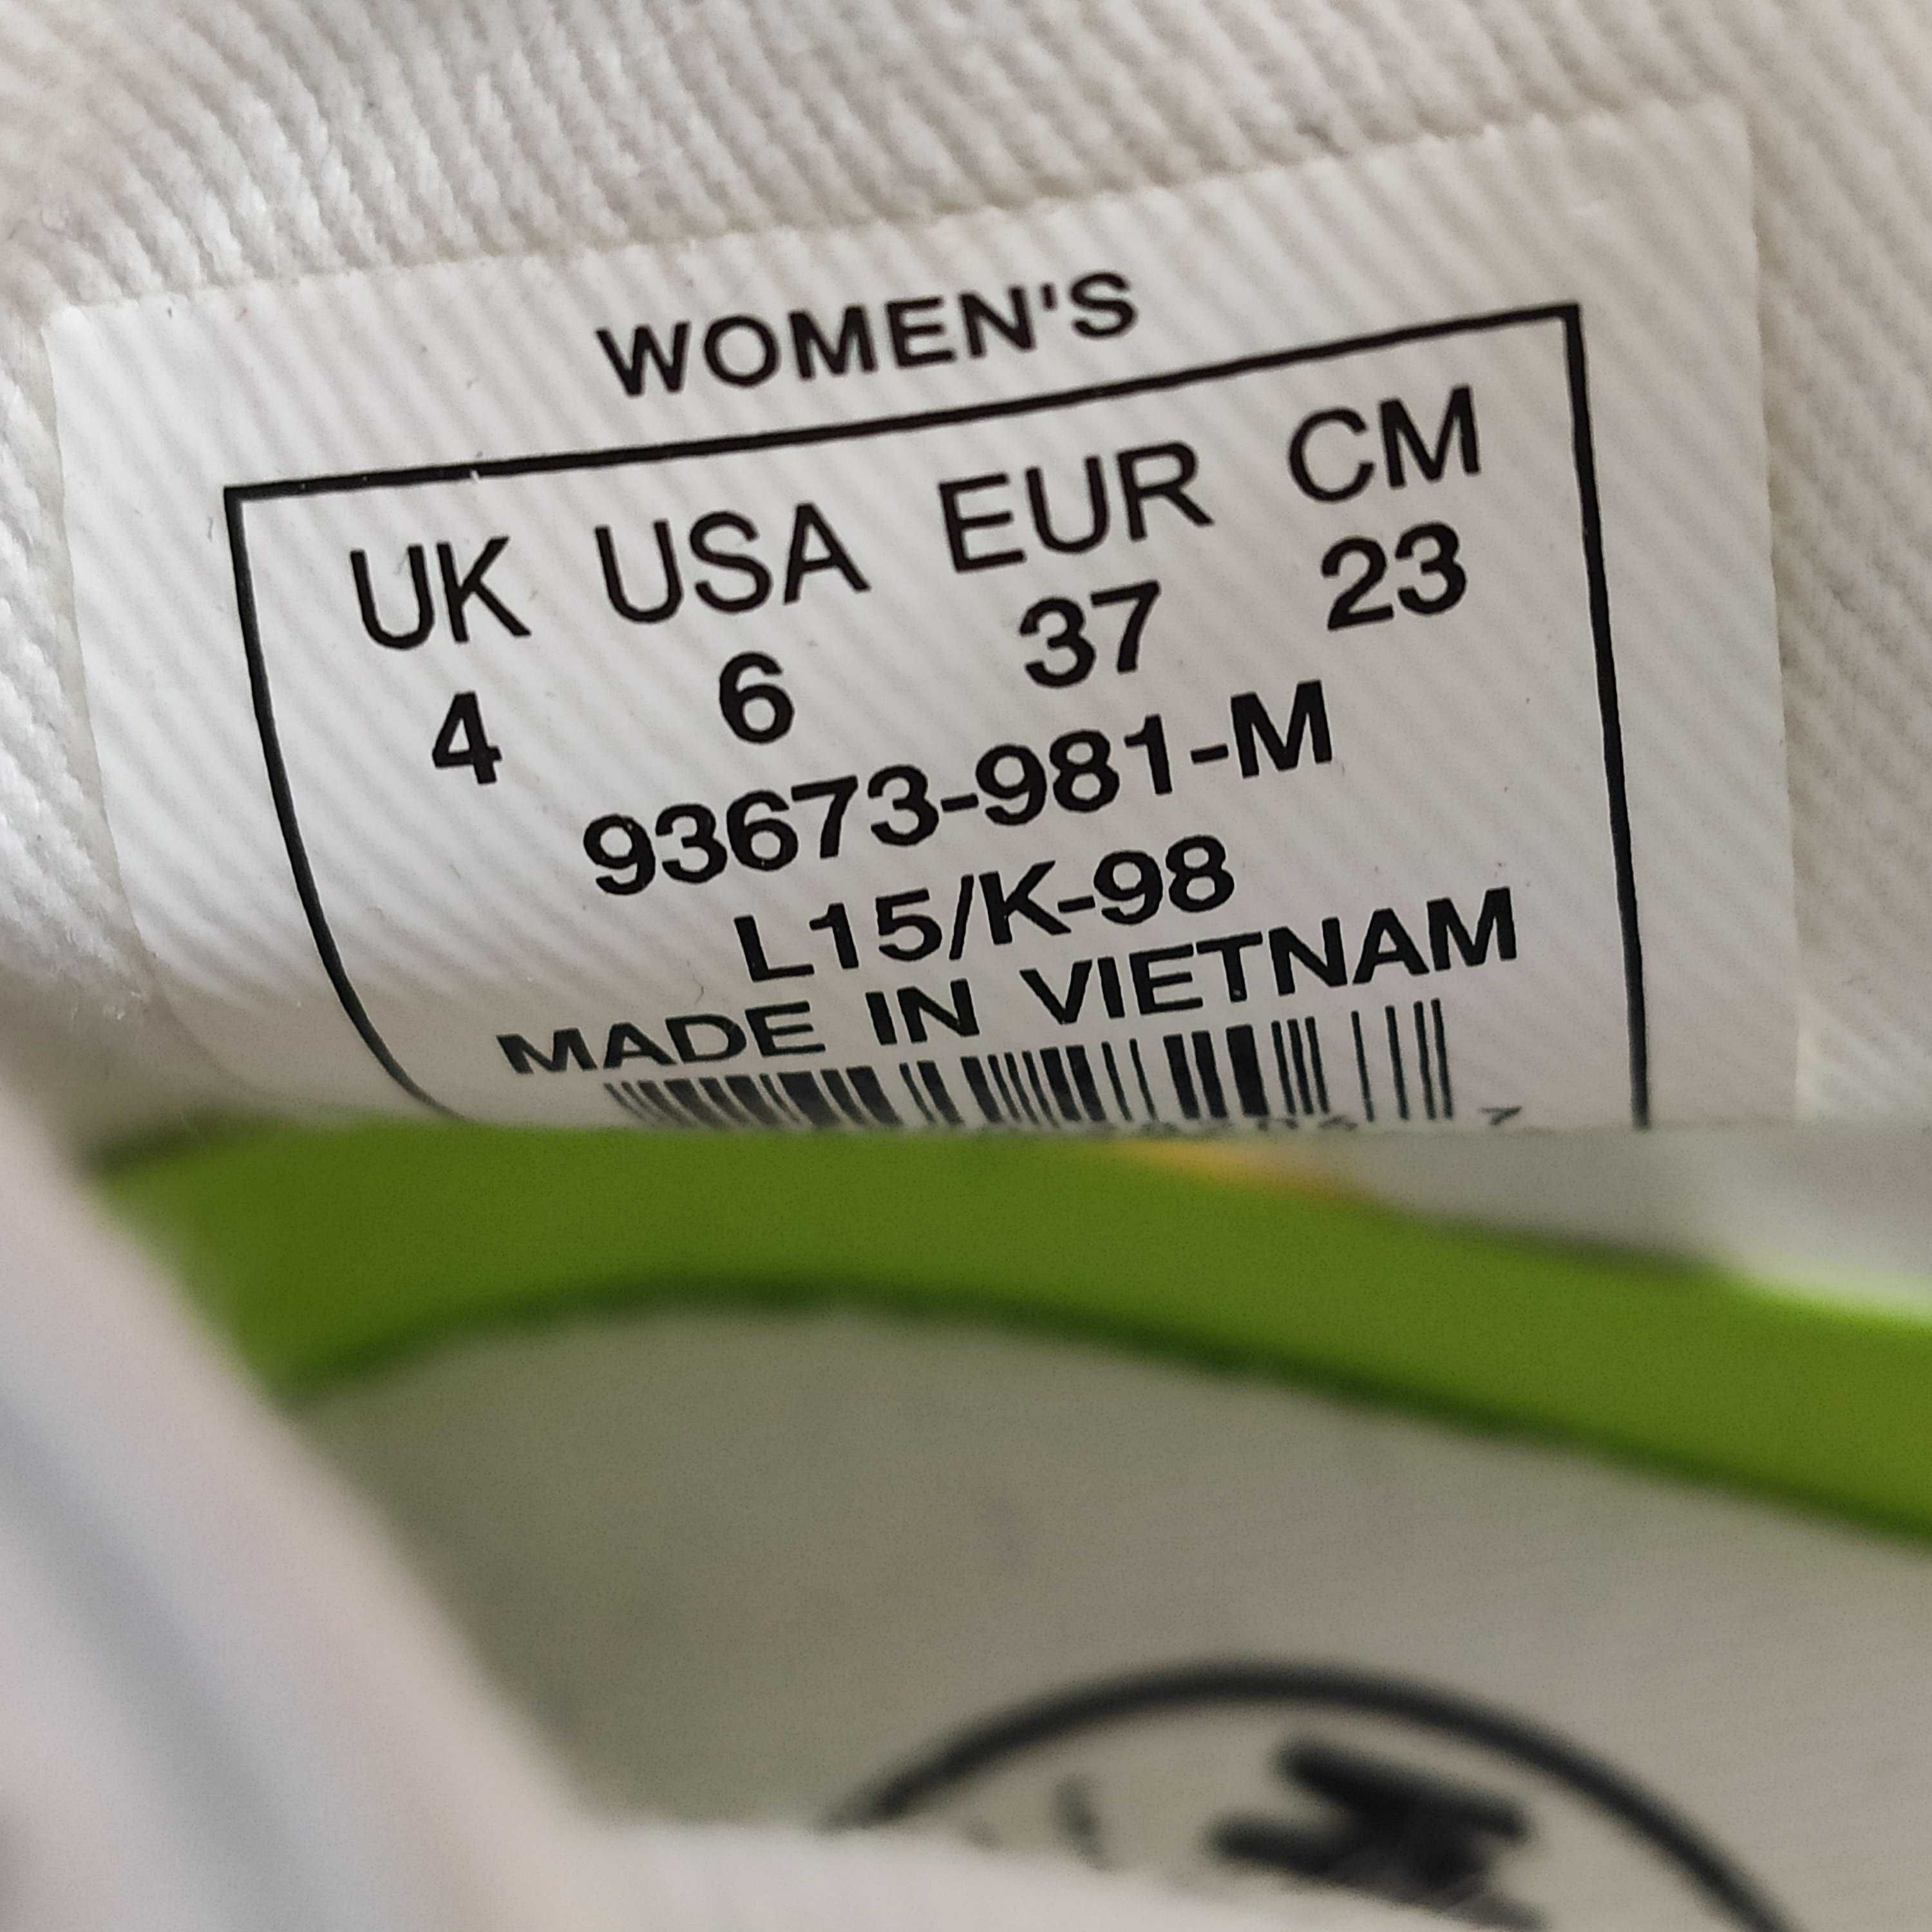 WOMEN'S
UK USA EUR CM
4 6 37 23
93673-981-M
L15/K-98
MADE IN VIETNAM